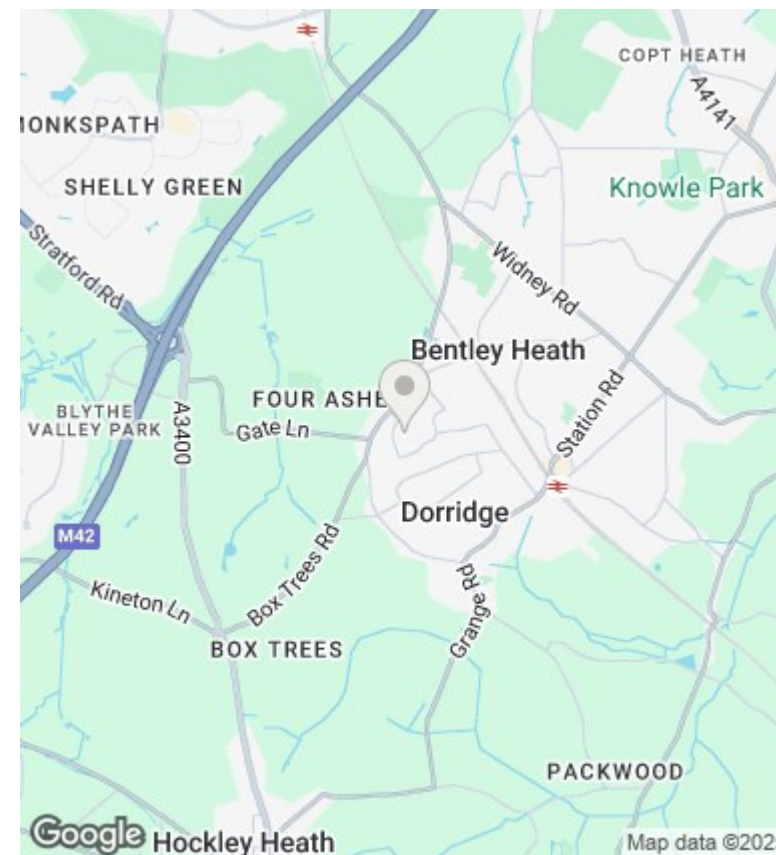 COPT HEATH
A4141
MONKSPATH
SHELLY GREEN
Knowle Park
Stratford Rd
Widney Rd
Bentley Heath
FOUR ASHE
BLYTHE
VALLEY PARK
A3400
Gate Ln
Station Rd
Dorridge
M42
Box Trees Rd
Kineton Ln
Grange Rd
BOX TREES
PACKWOOD
Google
Hockley Heath
Map data ©202